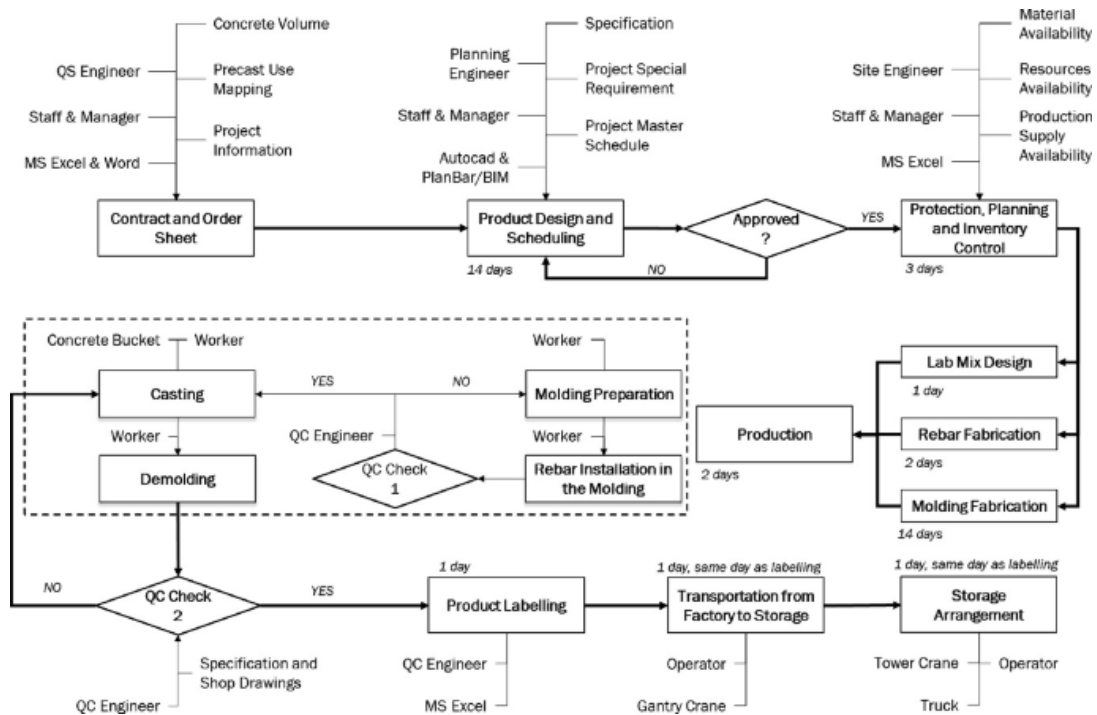 Concrete Volume
QS Engineer
Precast Use
Mapping
Staff & Manager
Project
Information
MS Excel & Word
Contract and Order
Sheet
Specification
Planning
Engineer
Project Special
Requirement
Staff & Manager
Project Master
Schedule
Autocad &
PlanBar/BIM
Product Design and
Scheduling
14 days
Approved
?
YES
NO
Material
Availability
Site Engineer
Resources
Availability
Staff & Manager
Production
Supply
Availability
MS Excel
Protection, Planning
and Inventory
Control
3 days
Lab Mix Design
1 day
Rebar Fabrication
2 days
Molding Fabrication
14 days
Production
2 days
Worker
Molding Preparation
Worker
Rebar Installation in
the Molding
QC Check
1
QC Engineer
NO
YES
Concrete Bucket
Worker
Casting
Worker
Demolding
QC Check
2
NO
YES
Specification and
Shop Drawings
QC Engineer
1 day
Product Labelling
QC Engineer
MS Excel
1 day, same day as labelling
Transportation from
Factory to Storage
Operator
Gantry Crane
1 day, same day as labelling
Storage
Arrangement
Tower Crane
Operator
Truck